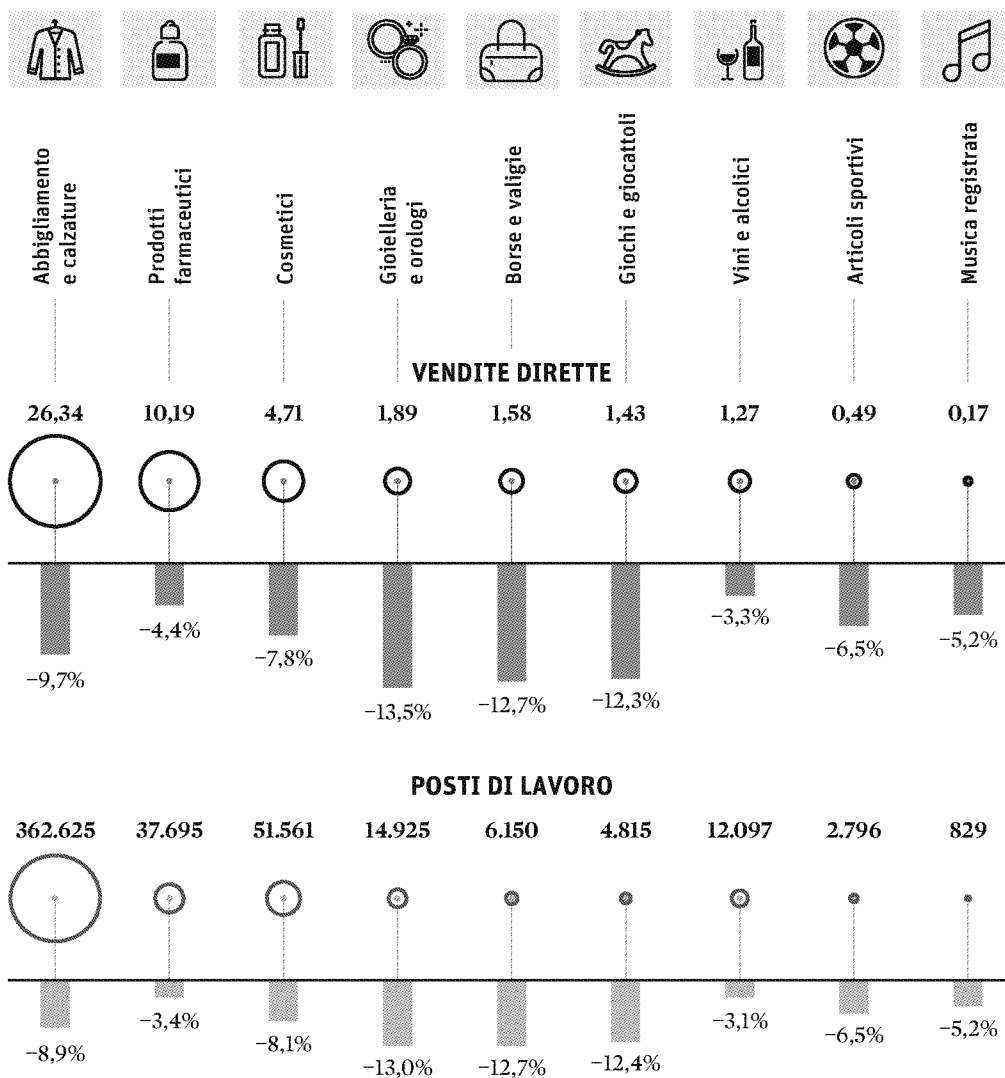 Abbigliamento
e calzature
Prodotti
farmaceutici
Cosmetici
Gioielleria
e orologi
Borse e valigie
Giochi e giocattoli
Vini e alcolici
Articoli sportivi
Musica registrata
VENDITE DIRETTE
26,34 10,19 4,71 1,89 1,58 1,43 1,27 0,49 0,17
−9,7% −4,4% −7,8% −13,5% −12,7% −12,3% −3,3% −6,5% −5,2%
POSTI DI LAVORO
362.625 37.695 51.561 14.925 6.150 4.815 12.097 2.796 829
−8,9% −3,4% −8,1% −13,0% −12,7% −12,4% −3,1% −6,5% −5,2%